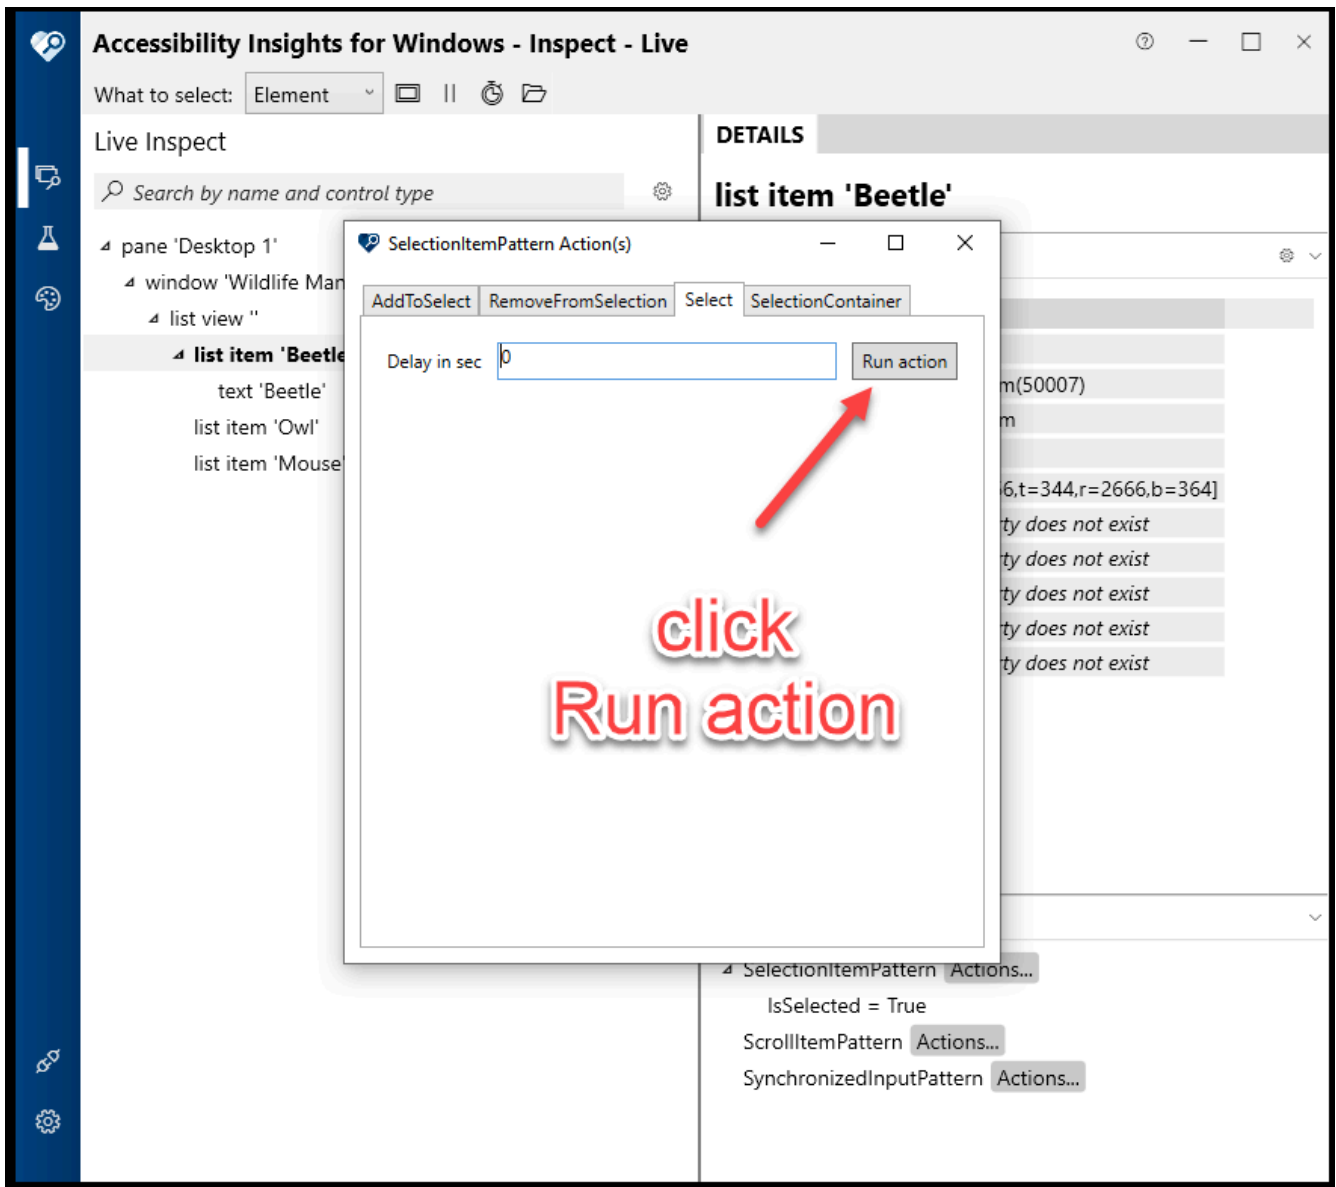 Accessibility Insights for Windows - Inspect - Live
What to select: Element
Live Inspect
Search by name and control type
pane 'Desktop 1'
window 'Wildlife Man
list view ''
list item 'Beetle
text 'Beetle'
list item 'Owl'
list item 'Mouse'
DETAILS
list item 'Beetle'
SelectionItemPattern Action(s)
AddToSelect RemoveFromSelection Select SelectionContainer
Delay in sec 0 Run action
click
Run action
m(50007)
m
6,t=344,r=2666,b=364]
ty does not exist
ty does not exist
ty does not exist
ty does not exist
ty does not exist
SelectionItemPattern Actions...
IsSelected = True
ScrollItemPattern Actions...
SynchronizedInputPattern Actions...